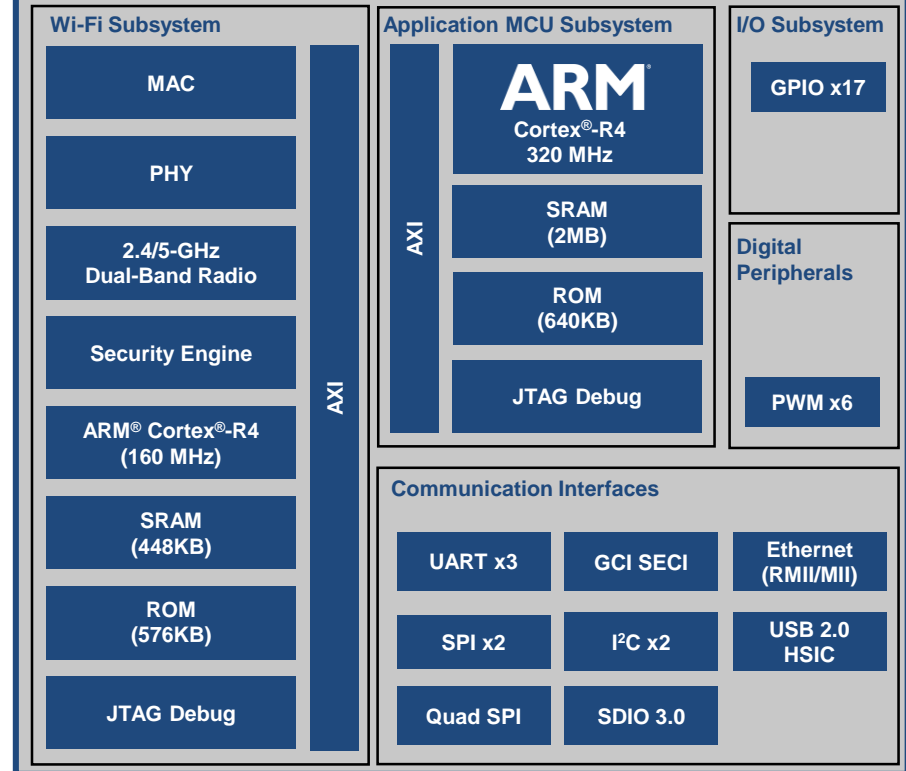 Wi-Fi Subsystem
MAC
PHY
2.4/5-GHz
Dual-Band Radio
Security Engine
ARM® Cortex®-R4
(160 MHz)
SRAM
(448KB)
ROM
(576KB)
JTAG Debug
AXI
Application MCU Subsystem
AXI
ARM®
Cortex®-R4
320 MHz
SRAM
(2MB)
ROM
(640KB)
JTAG Debug
I/O Subsystem
GPIO x17
Digital
Peripherals
PWM x6
Communication Interfaces
UART x3
GCI SECI
Ethernet
(RMII/MII)
SPI x2
I²C x2
USB 2.0
HSIC
Quad SPI
SDIO 3.0